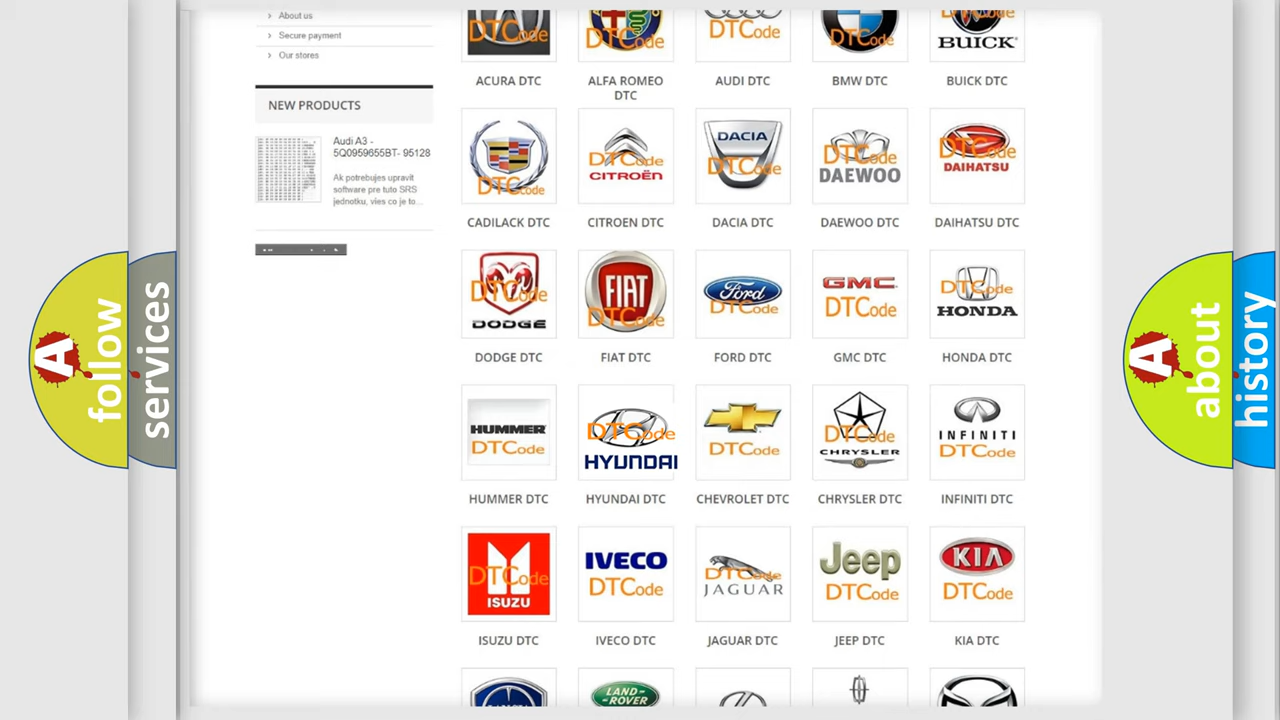 About us
Secure payment
Our stores
NEW PRODUCTS
Audi A3 -
5Q0959655BT- 95128
Ak potrebujes upravit
software pre tuto SRS
jednotku, vies co je to...
DTCode
DTCode
DTCode
DTCode
BUICK
ACURA DTC
ALFA ROMEO
DTC
AUDI DTC
BMW DTC
BUICK DTC
DTCode
DTCode
CITROËN
DACIA
DTCode
DTCode
DAEWOO
DTCode
DAIHATSU
CADILACK DTC
CITROEN DTC
DACIA DTC
DAEWOO DTC
DAIHATSU DTC
DTCode
DODGE
FIAT
DTCode
Ford
DTCode
GMC
DTCode
DTCode
HONDA
DODGE DTC
FIAT DTC
FORD DTC
GMC DTC
HONDA DTC
HUMMER
DTCode
DTCode
HYUNDAI
DTCode
DTCode
CHRYSLER
INFINITI
DTCode
HUMMER DTC
HYUNDAI DTC
CHEVROLET DTC
CHRYSLER DTC
INFINITI DTC
DTCode
ISUZU
IVECO
DTCode
DTCode
JAGUAR
Jeep
DTCode
KIA
DTCode
ISUZU DTC
IVECO DTC
JAGUAR DTC
JEEP DTC
KIA DTC
LAND-
ROVER
A
follow
services
A
about
history